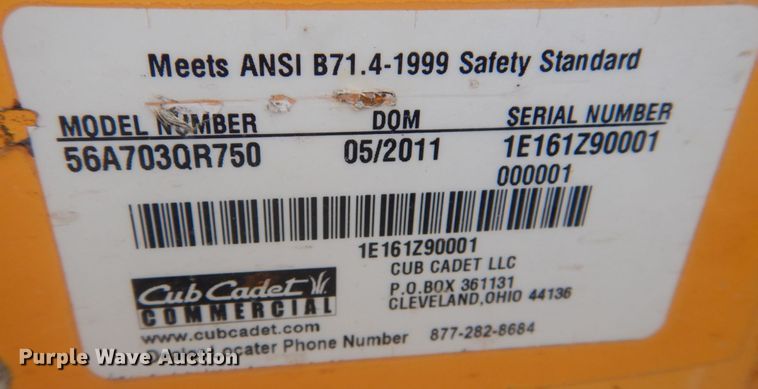 Meets ANSI B71.4-1999 Safety Standard
MODEL NUMBER DOM SERIAL NUMBER
56A703QR750 05/2011 1E161Z90001
000001
1E161Z90001
CUB CADET LLC
P.O.BOX 361131
CLEVELAND,OHIO 44136
Cub Cadet
COMMERCIAL
www.cubcadet.com
Locater Phone Number 877-282-8684
Purple Wave Auction